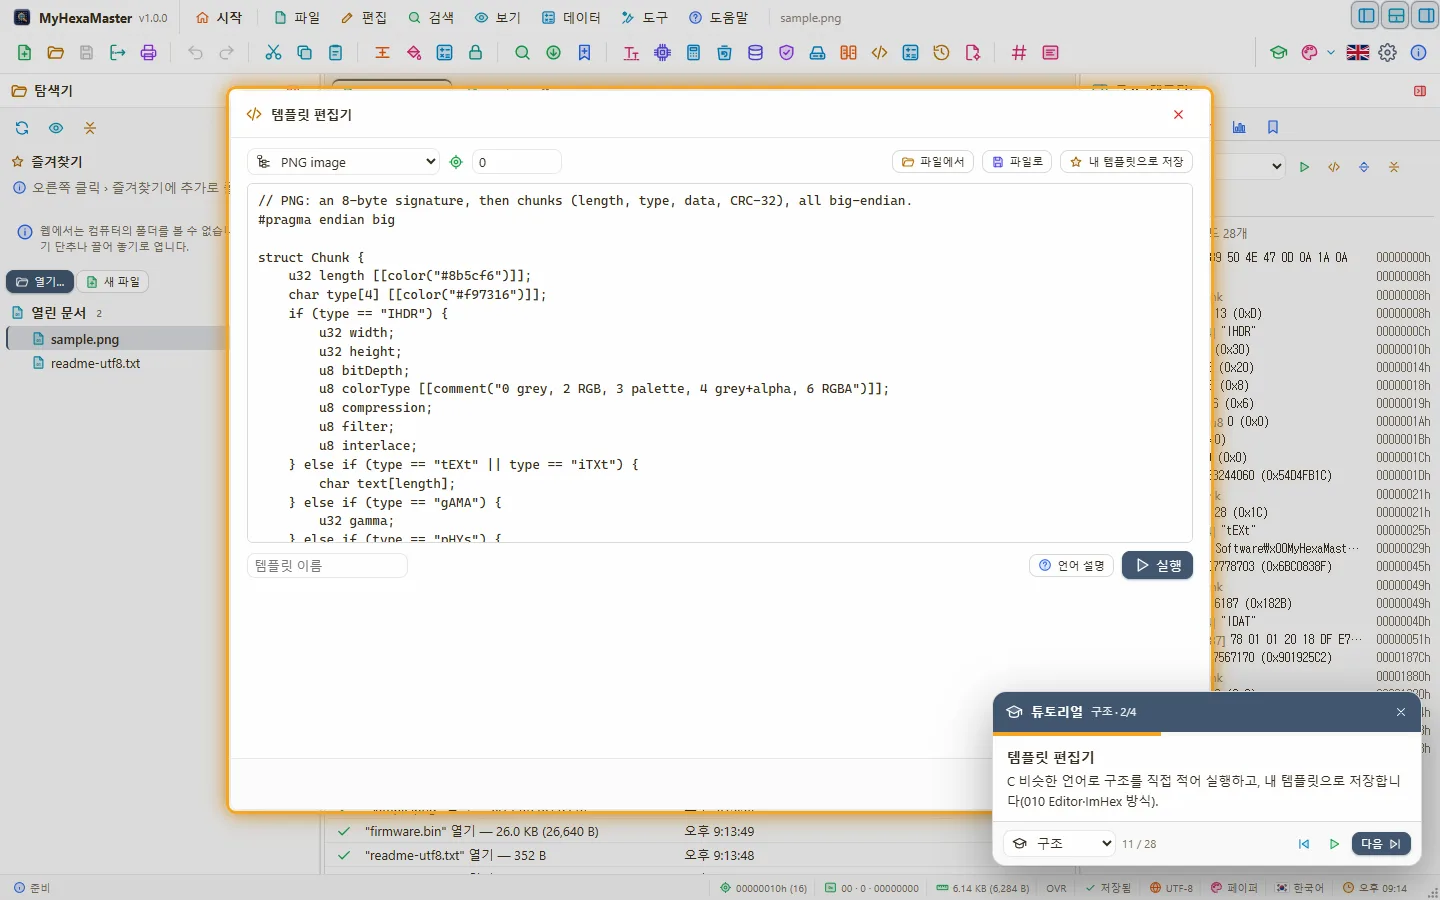 MyHexaMaster v1.0.0 시작 파일 편집 검색 보기 데이터 도구 도움말 sample.png
탐색기
즐겨찾기
오른쪽 클릭 › 즐겨찾기에 추가로
웹에서는 컴퓨터의 폴더를 볼 수 없습
기 단추나 끌어 놓기로 엽니다.
열기... 새 파일
열린 문서 2
sample.png
readme-utf8.txt
템플릿 편집기
PNG image 0 파일에서 파일로 내 템플릿으로 저장
// PNG: an 8-byte signature, then chunks (length, type, data, CRC-32), all big-endian.
#pragma endian big
struct Chunk {
u32 length [[color("#8b5cf6")]];
char type[4] [[color("#f97316")]];
if (type == "IHDR") {
u32 width;
u32 height;
u8 bitDepth;
u8 colorType [[comment("0 grey, 2 RGB, 3 palette, 4 grey+alpha, 6 RGBA")]];
u8 compression;
u8 filter;
u8 interlace;
} else if (type == "tEXt" || type == "iTXt") {
char text[length];
} else if (type == "gAMA") {
u32 gamma;
} else if (type == "pHYs") {
템플릿 이름 언어 설명 실행
드 28개
89 50 4E 47 0D 0A 1A 0A 00000000h
00000008h
nk 00000008h
13 (0xD) 00000008h
"IHDR" 0000000Ch
(0x30) 00000010h
(0x20) 00000014h
(0x8) 00000018h
6 (0x6) 00000019h
u8 0 (0x0) 0000001Ah
0000001Bh
(0x0) 0000001Ch
3244060 (0x54D4FB1C) 0000001Dh
00000021h
28 (0x1C) 00000021h
"tEXt" 00000025h
Software₩x00MyHexaMast… 00000029h
7778703 (0x6BC0838F) 00000045h
nk 00000049h
6187 (0x182B) 00000049h
"IDAT" 0000004Dh
78 01 01 20 18 DF E7… 00000051h
7567170 (0x901925C2) 0000187Ch
nk 00001880h
튜토리얼 구조 · 2/4
템플릿 편집기
C 비슷한 언어로 구조를 직접 적어 실행하고, 내 템플릿으로 저장합니
다(010 Editor·ImHex 방식).
구조 11 / 28 다음
"firmware.bin" 열기 — 26.0 KB (26,640 B) 오후 9:13:49
"readme-utf8.txt" 열기 — 352 B 오후 9:13:48
준비 00000010h (16) 00 · 0 · 00000000 6.14 KB (6,284 B) OVR 저장됨 UTF-8 페이퍼 한국어 오후 09:14